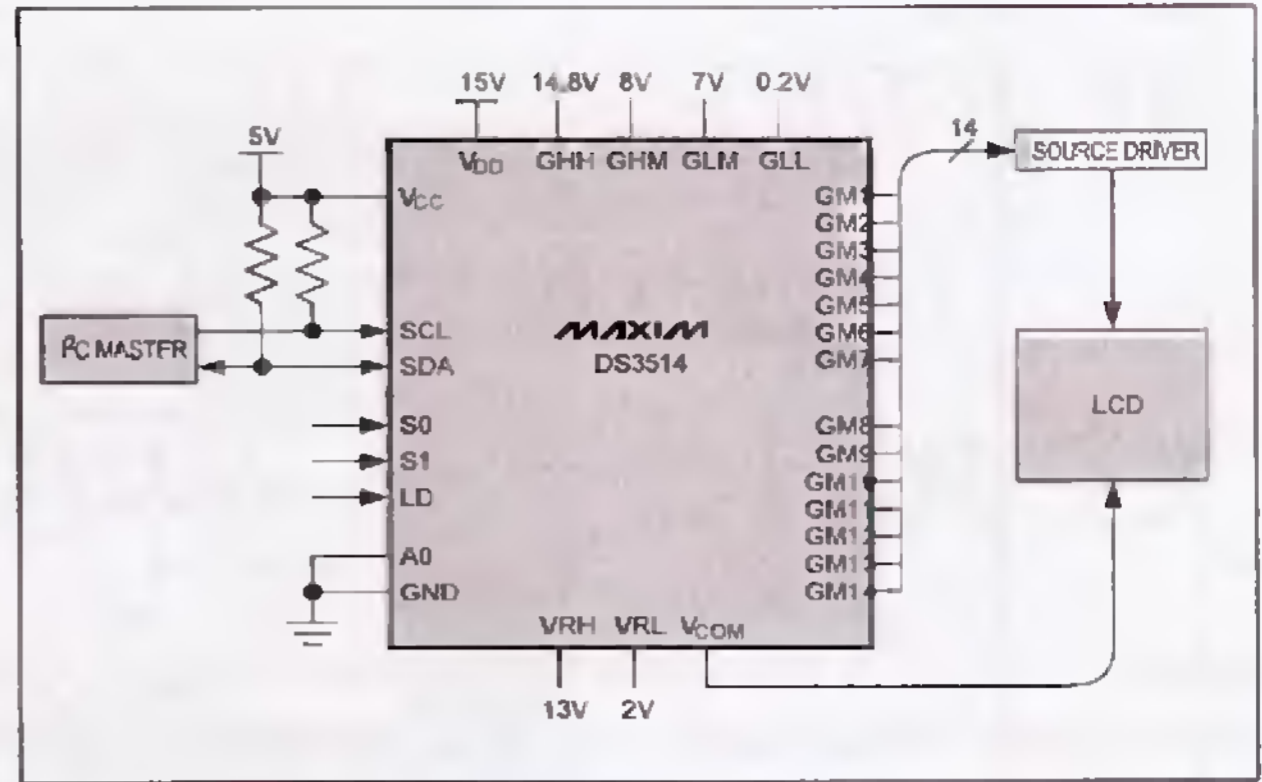 15V 14.8V 8V 7V 0.2V
5V
VDD GHH GHM GLM GLL
VCC
14
SOURCE DRIVER
GM1
GM2
GM3
GM4
GM5
GM6
GM7
I²C MASTER
SCL
SDA
MAXIM
DS3514
LCD
S0
S1
LD
GM8
GM9
GM10
GM11
GM12
GM13
GM14
A0
GND
VRH VRL VCOM
13V 2V